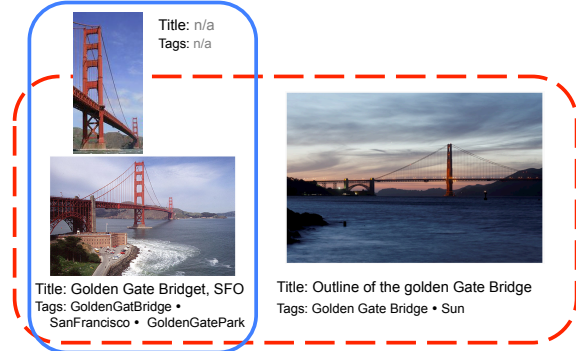 Title: n/a
Tags: n/a
Title: Golden Gate Bridget, SFO
Tags: GoldenGatBridge •
SanFrancisco • GoldenGatePark
Title: Outline of the golden Gate Bridge
Tags: Golden Gate Bridge • Sun